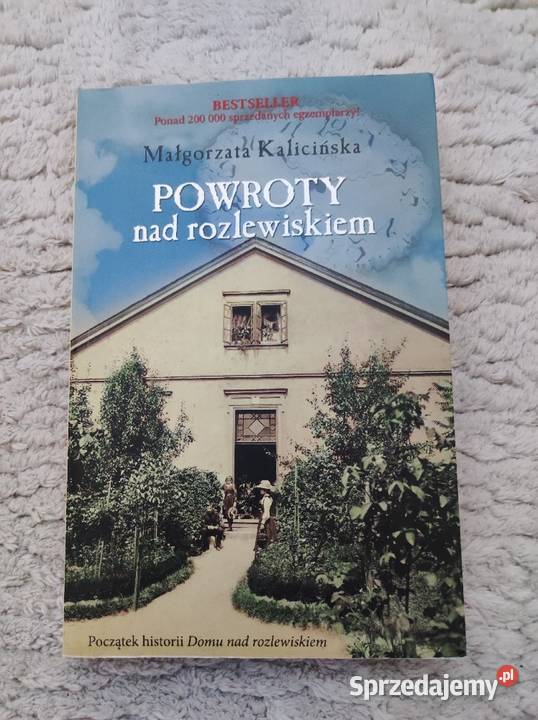 BESTSELLER
Ponad 200 000 sprzedanych egzemplarzy!
Małgorzata Kalicińska
POWROTY
nad rozlewiskiem
Początek historii Domu nad rozlewiskiem
Sprzedajemy.pl